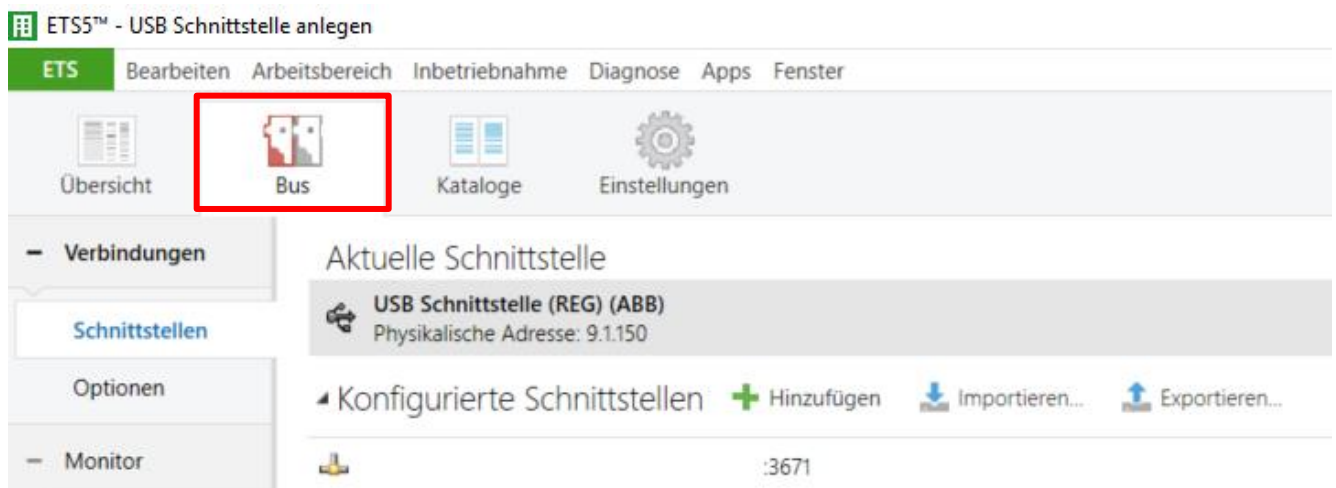 ETS5™ - USB Schnittstelle anlegen
ETS Bearbeiten Arbeitsbereich Inbetriebnahme Diagnose Apps Fenster
Übersicht Bus Kataloge Einstellungen
Verbindungen
Aktuelle Schnittstelle
USB Schnittstelle (REG) (ABB)
Physikalische Adresse: 9.1.150
Schnittstellen
Optionen
Konfigurierte Schnittstellen Hinzufügen Importieren... Exportieren...
Monitor
:3671